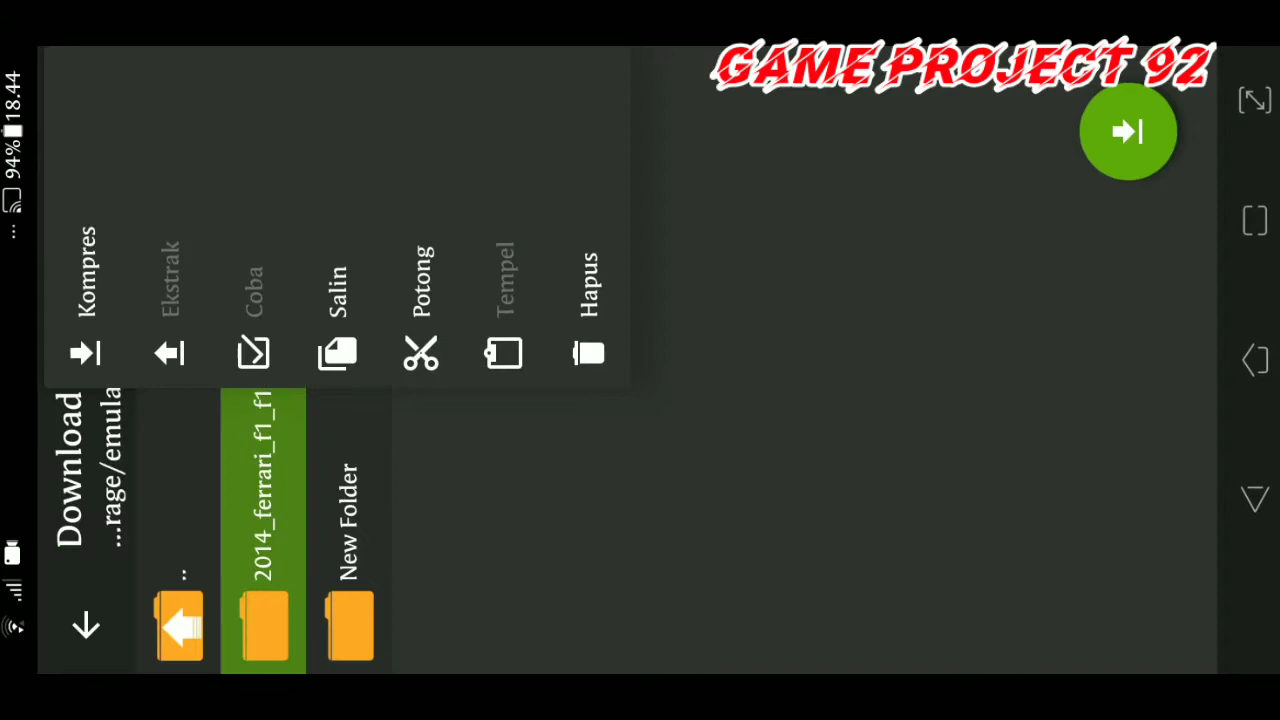 GAME PROJECT 92
94% 18.44
Download
...rage/emula
..
2014_ferrari_f1_f1
New Folder
Kompres
Ekstrak
Coba
Salin
Potong
Tempel
Hapus